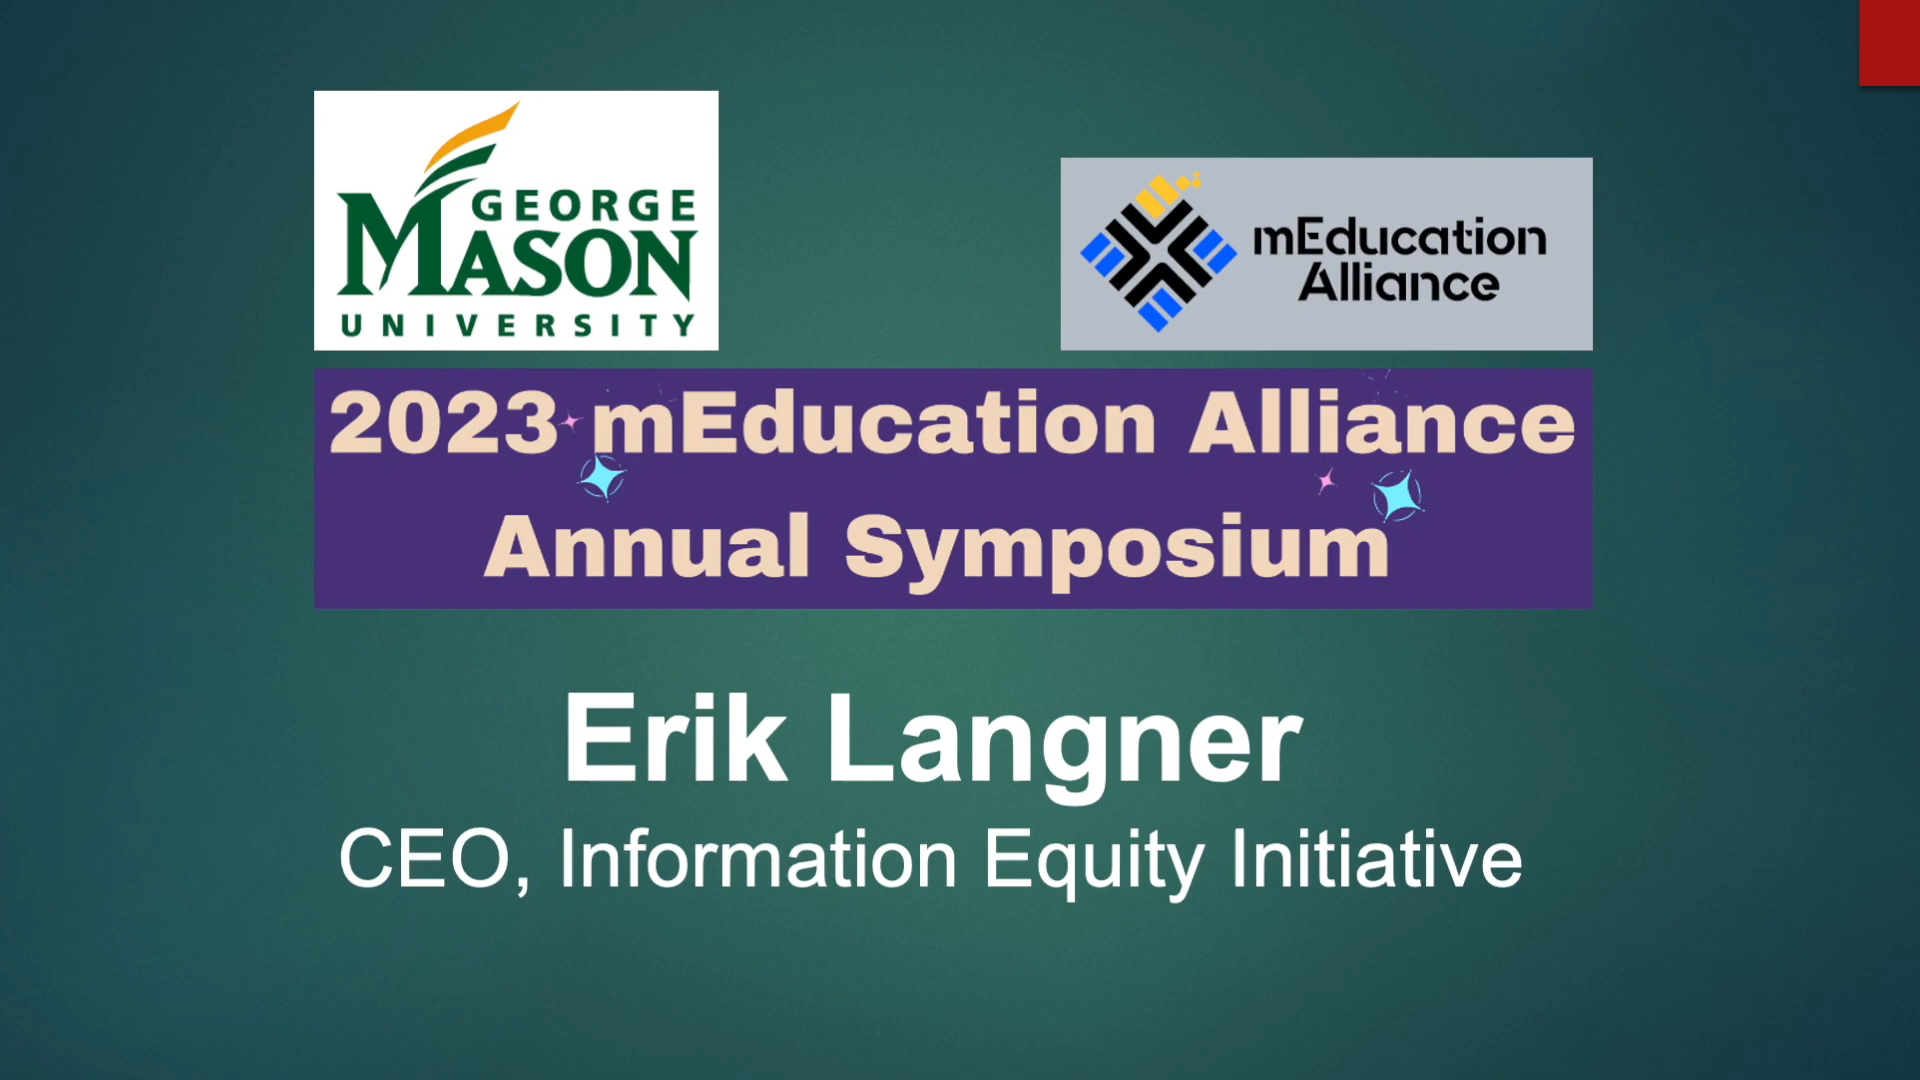 GEORGE
MASON
UNIVERSITY
mEducation
Alliance
2023 mEducation Alliance
Annual Symposium
Erik Langner
CEO, Information Equity Initiative